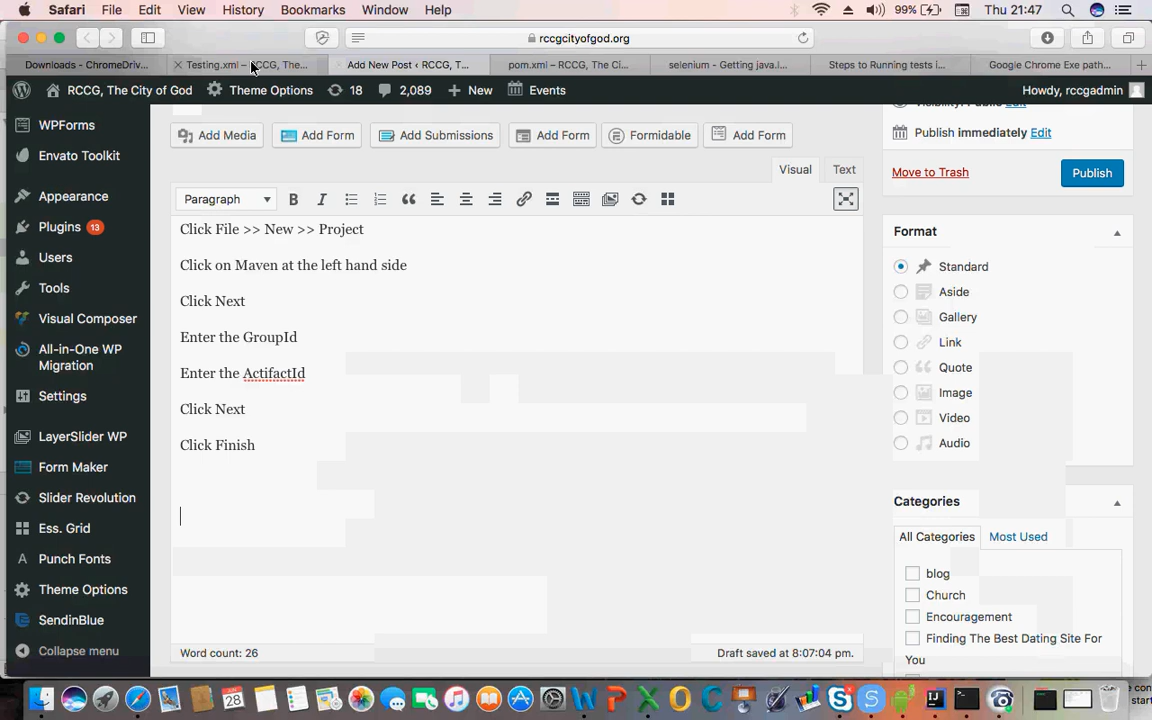 Safari File Edit View History Bookmarks Window Help 99% Thu 21:47
rccgcityofgod.org
Downloads - ChromeDriv... Testing.xml – RCCG, The... Add New Post ‹ RCCG, T... pom.xml – RCCG, The Ci... selenium - Getting java.i... Steps to Running tests i... Google Chrome Exe path...
RCCG, The City of God Theme Options 18 2,089 New Events Howdy, rccgadmin
WPForms
Envato Toolkit
Appearance
Plugins 13
Users
Tools
Visual Composer
All-in-One WP
Migration
Settings
LayerSlider WP
Form Maker
Slider Revolution
Ess. Grid
Punch Fonts
Theme Options
SendinBlue
Collapse menu
Add Media Add Form Add Submissions Add Form Formidable Add Form
Visual Text
Paragraph
Click File >> New >> Project
Click on Maven at the left hand side
Click Next
Enter the GroupId
Enter the ActifactId
Click Next
Click Finish
Word count: 26 Draft saved at 8:07:04 pm.
Publish immediately Edit
Move to Trash Publish
Format
Standard
Aside
Gallery
Link
Quote
Image
Video
Audio
Categories
All Categories Most Used
blog
Church
Encouragement
Finding The Best Dating Site For
You